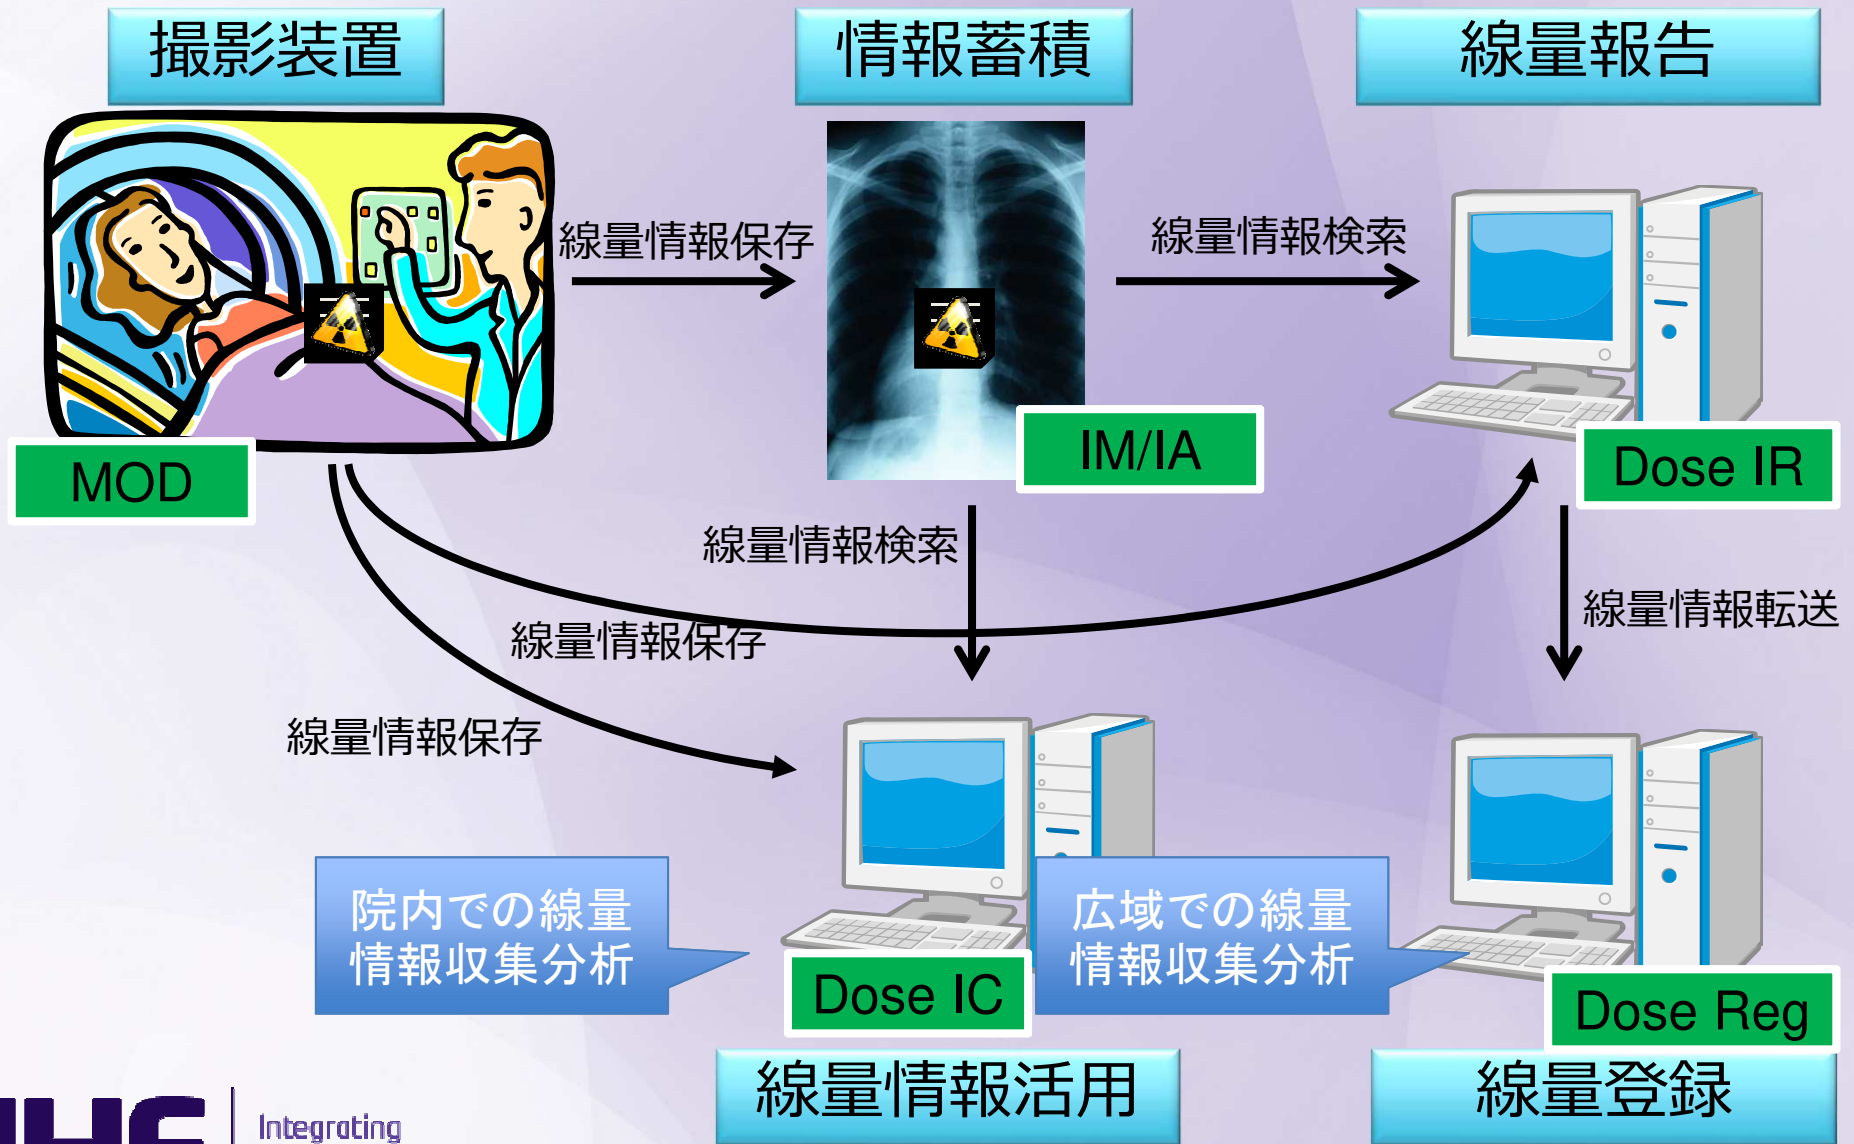 撮影装置
情報蓄積
線量報告
線量情報保存
線量情報検索
MOD
IM/IA
Dose IR
線量情報検索
線量情報転送
線量情報保存
線量情報保存
院内での線量
情報収集分析
広域での線量
情報収集分析
Dose IC
Dose Reg
線量情報活用
線量登録
IHE
Integrating